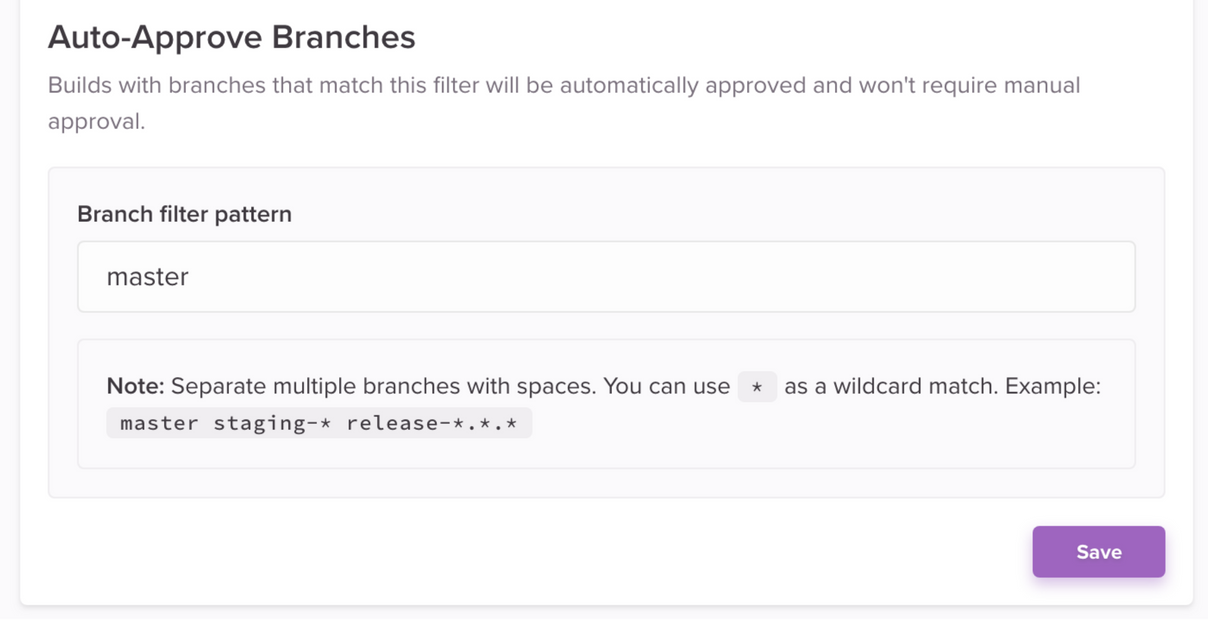 Auto-Approve Branches
Builds with branches that match this filter will be automatically approved and won't require manual
approval.
Branch filter pattern
master
Note: Separate multiple branches with spaces. You can use * as a wildcard match. Example:
master staging-* release-*.*.*
Save